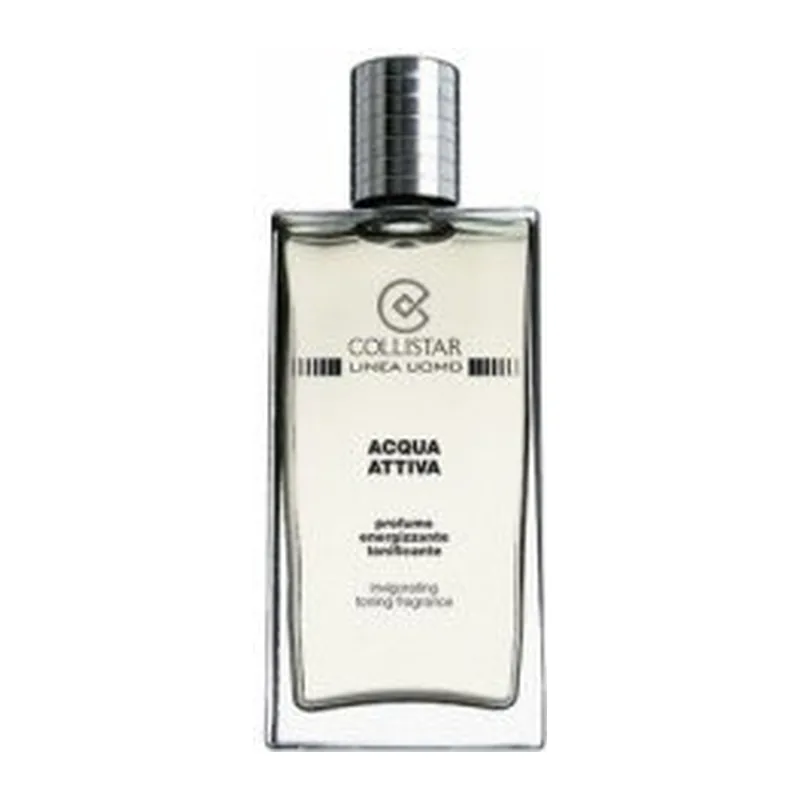 COLLISTAR
LINEA UOMO
ACQUA
ATTIVA
profumo
energizzante
tonificante
invigorating
toning fragrance